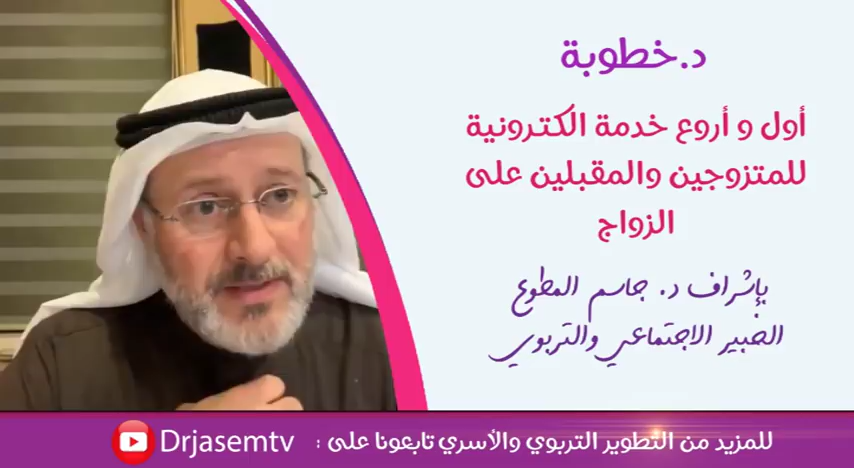 د.خطوبة
أول و أروع خدمة الكترونية
للمتزوجين والمقبلين على
الزواج
بإشراف د. جاسم المطوع
الخبير الاجتماعي والتربوي
للمزيد من التطوير التربوي والأسري تابعونا على : Drjasemtv